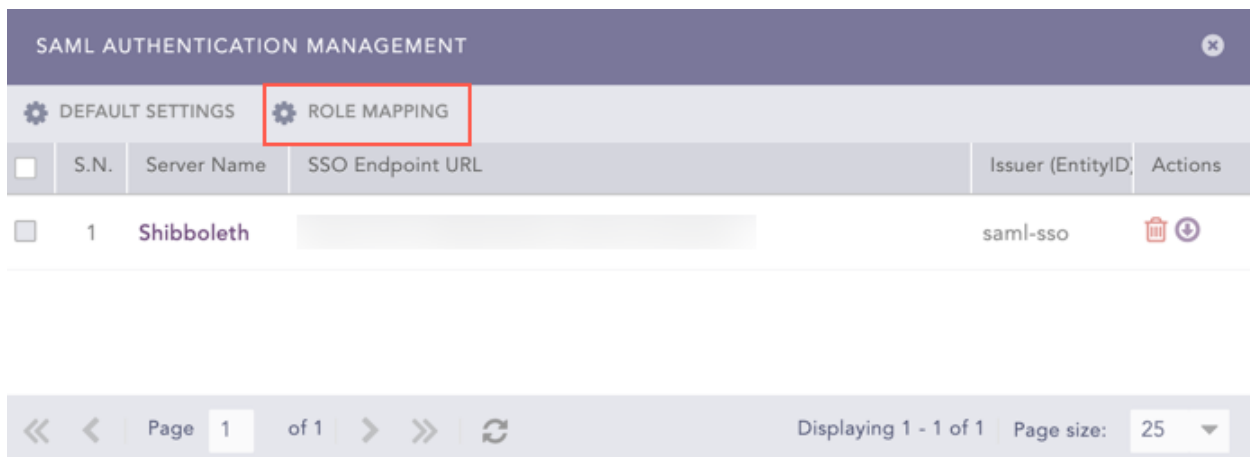 SAML AUTHENTICATION MANAGEMENT
DEFAULT SETTINGS ROLE MAPPING
S.N. Server Name SSO Endpoint URL Issuer (EntityID) Actions
1 Shibboleth saml-sso
Page 1 of 1 Displaying 1 - 1 of 1 Page size: 25